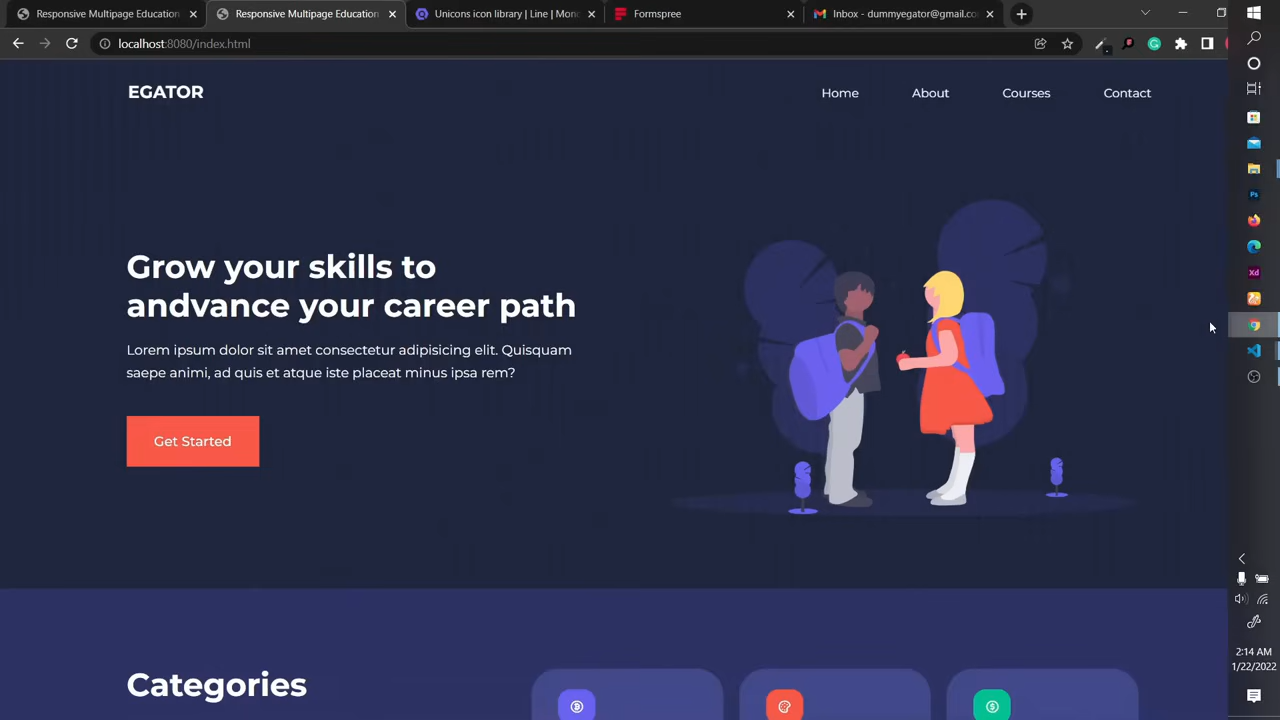 Responsive Multipage Education
Responsive Multipage Education
Unicons icon library | Line | Mon
Formspree
Inbox - dummyegator@gmail.co
localhost:8080/index.html
EGATOR
Home
About
Courses
Contact
Grow your skills to
andvance your career path
Lorem ipsum dolor sit amet consectetur adipisicing elit. Quisquam
saepe animi, ad quis et atque iste placeat minus ipsa rem?
Get Started
Categories
Ps
Xd
2:14 AM
1/22/2022